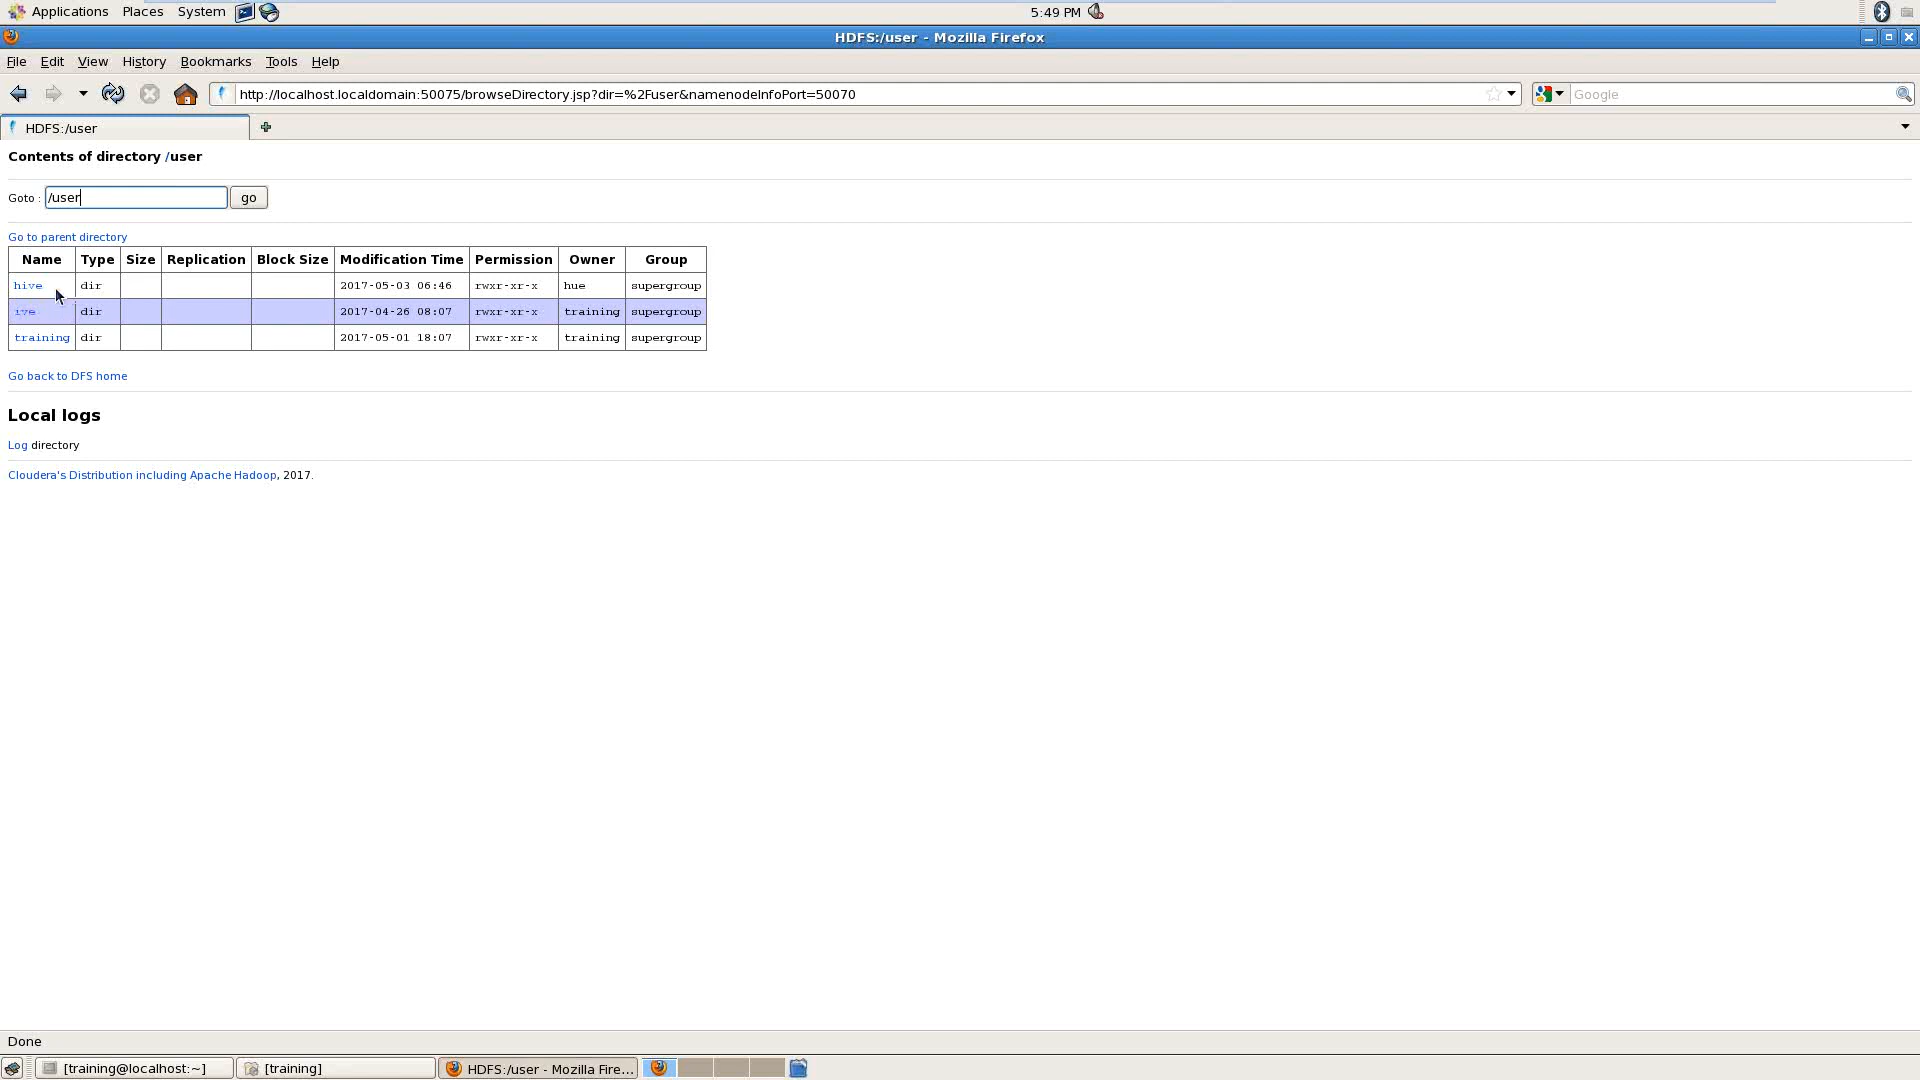 Applications Places System 5:49 PM
HDFS:/user - Mozilla Firefox
File Edit View History Bookmarks Tools Help
http://localhost.localdomain:50075/browseDirectory.jsp?dir=%2Fuser&namenodeInfoPort=50070 Google
HDFS:/user
Contents of directory /user
Goto : /user go
Go to parent directory
Name Type Size Replication Block Size Modification Time Permission Owner Group
hive dir 2017-05-03 06:46 rwxr-xr-x hue supergroup
ive dir 2017-04-26 08:07 rwxr-xr-x training supergroup
training dir 2017-05-01 18:07 rwxr-xr-x training supergroup
Go back to DFS home
Local logs
Log directory
Cloudera's Distribution including Apache Hadoop, 2017.
Done
[training@localhost:~] [training] HDFS:/user - Mozilla Fire...